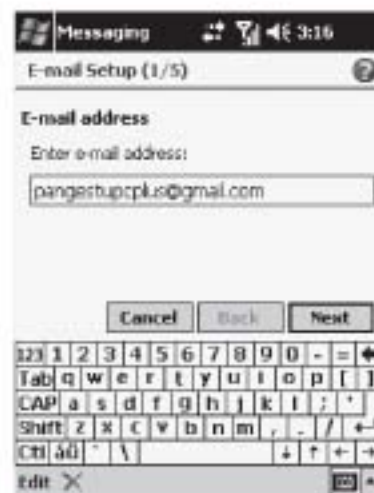 Messaging 3:16
E-mail Setup (1/5)
E-mail address
Enter e-mail address:
pangestupcplus@gmail.com
Cancel Back Next
123 1 2 3 4 5 6 7 8 9 0 - =
Tab q w e r t y u i o p [ ]
CAP a s d f g h j k l ; '
Shift z x c v b n m , . /
Ctl áü ` \
Edit